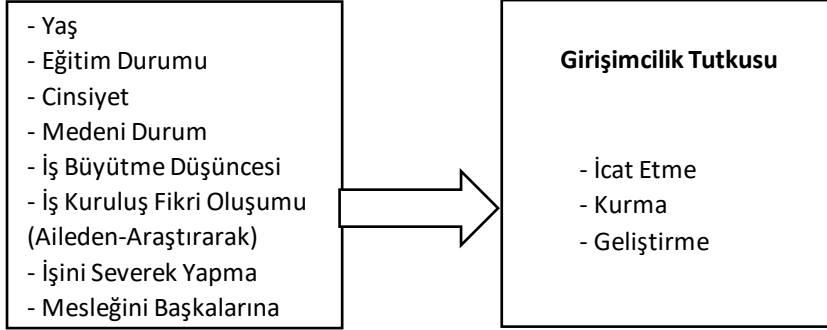 - Yaş
- Eğitim Durumu
- Cinsiyet
- Medeni Durum
- İş Büyütme Düşüncesi
- İş Kuruluş Fikri Oluşumu
(Aileden-Araştırarak)
- İşini Severek Yapma
- Mesleğini Başkalarına
Girişimcilik Tutkusu
- İcat Etme
- Kurma
- Geliştirme